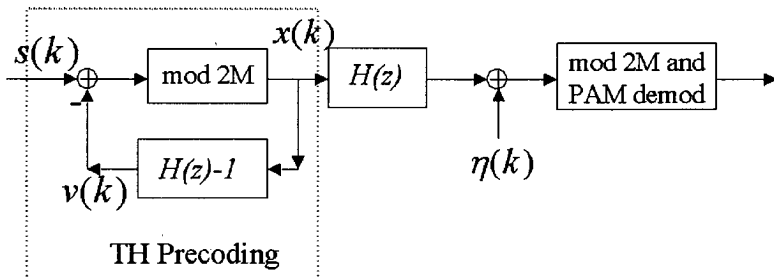 s(k)
x(k)
mod 2M
H(z)
mod 2M and
PAM demod
-
H(z)-1
v(k)
η(k)
TH Precoding